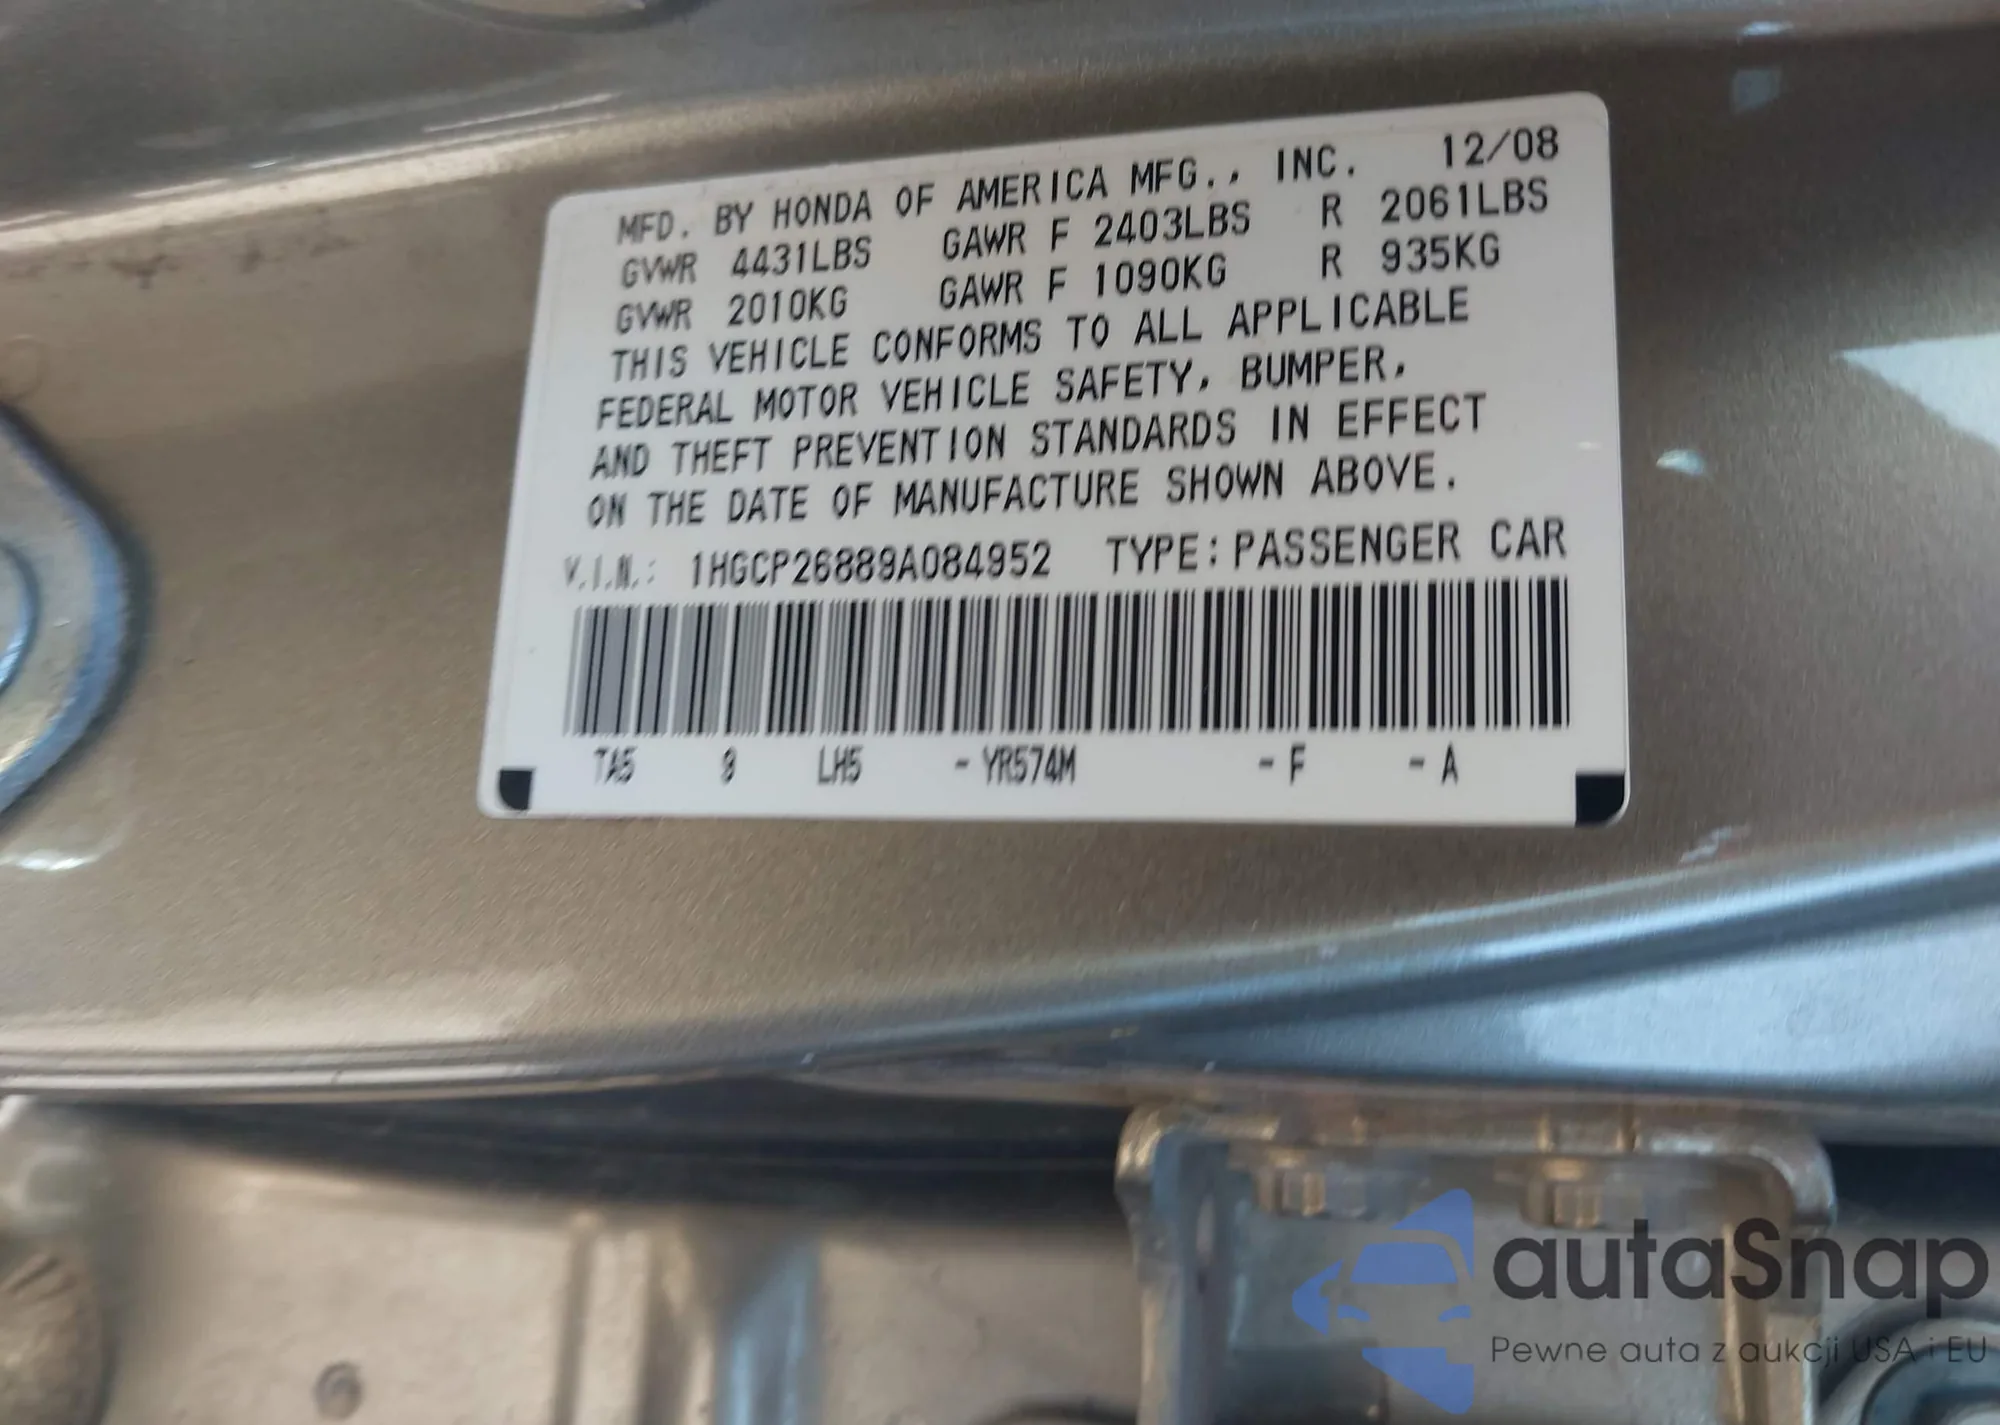 MFD. BY HONDA OF AMERICA MFG., INC. 12/08
GVWR 4431LBS GAWR F 2403LBS R 2061LBS
GVWR 2010KG GAWR F 1090KG R 935KG
THIS VEHICLE CONFORMS TO ALL APPLICABLE
FEDERAL MOTOR VEHICLE SAFETY, BUMPER,
AND THEFT PREVENTION STANDARDS IN EFFECT
ON THE DATE OF MANUFACTURE SHOWN ABOVE.
V.I.N.: 1HGCP26889A084952 TYPE: PASSENGER CAR
TA5 9 LH5 - YR574M - F - A
autaSnap
Pewne auta z aukcji USA i EU